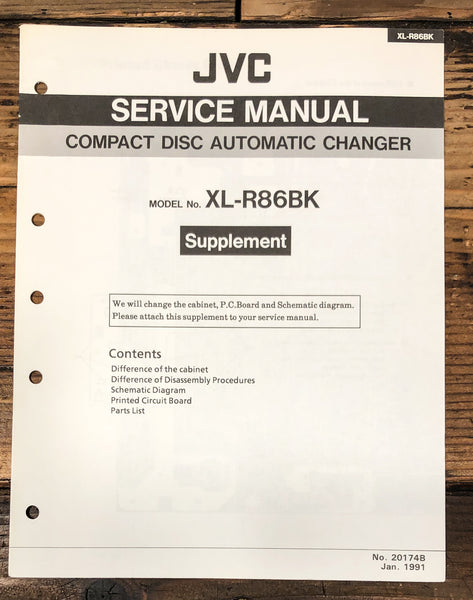 XL-R86BK
JVC
SERVICE MANUAL
COMPACT DISC AUTOMATIC CHANGER
MODEL No. XL-R86BK
Supplement
We will change the cabinet, P.C.Board and Schematic diagram.
Please attach this supplement to your service manual.
Contents
Difference of the cabinet
Difference of Disassembly Procedures
Schematic Diagram
Printed Circuit Board
Parts List
No. 20174B
Jan. 1991